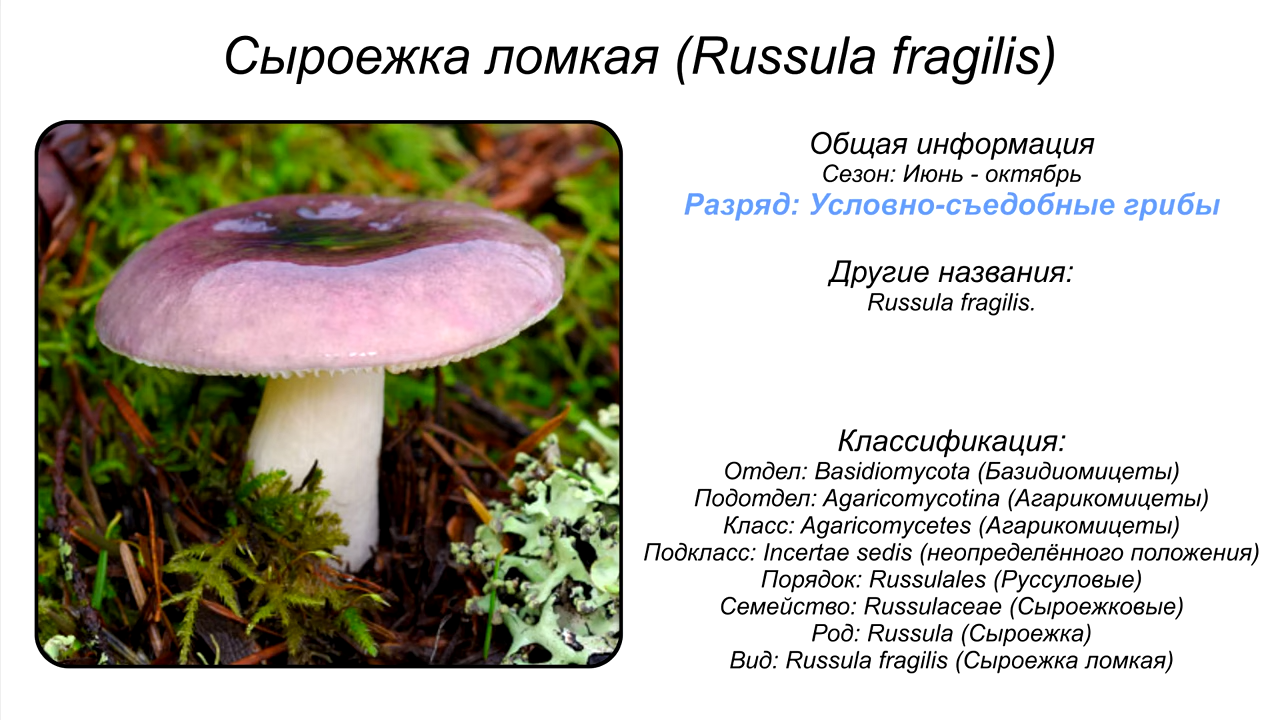 Сыроежка ломкая (Russula fragilis)
Общая информация
Сезон: Июнь - октябрь
Разряд: Условно-съедобные грибы
Другие названия:
Russula fragilis.
Классификация:
Отдел: Basidiomycota (Базидиомицеты)
Подотдел: Agaricomycotina (Агарикомицеты)
Класс: Agaricomycetes (Агарикомицеты)
Подкласс: Incertae sedis (неопределённого положения)
Порядок: Russulales (Руссуловые)
Семейство: Russulaceae (Сыроежковые)
Род: Russula (Сыроежка)
Вид: Russula fragilis (Сыроежка ломкая)